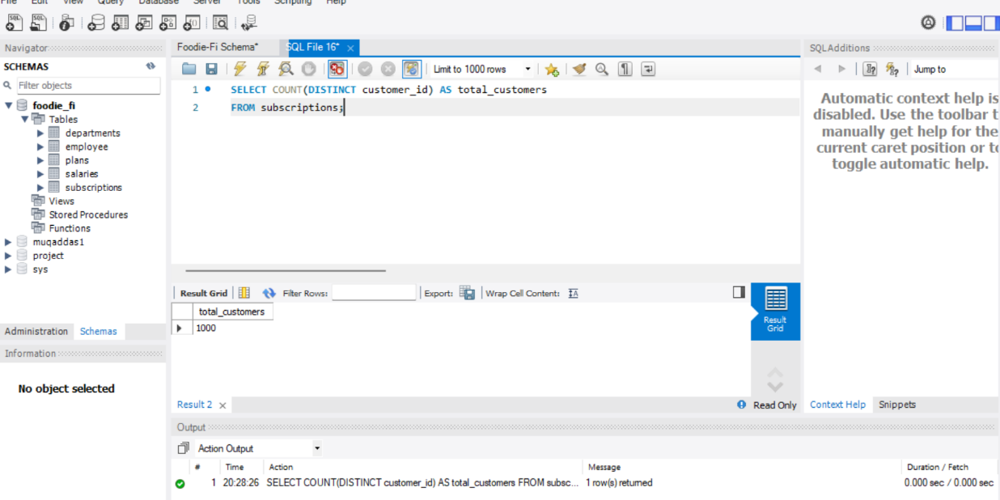 File Edit View Query Database Server Tools Scripting Help
Navigator
SCHEMAS
Filter objects
foodie_fi
Tables
departments
employee
plans
salaries
subscriptions
Views
Stored Procedures
Functions
muqaddas1
project
sys
Administration Schemas
Information
No object selected
Foodie-Fi Schema* SQL File 16* ×
Limit to 1000 rows
1 SELECT COUNT(DISTINCT customer_id) AS total_customers
2 FROM subscriptions;
Result Grid Filter Rows: Export: Wrap Cell Content:
total_customers
1000
Result
Grid
Result 2 × Read Only
Output
Action Output
# Time Action Message Duration / Fetch
1 20:28:26 SELECT COUNT(DISTINCT customer_id) AS total_customers FROM subsc... 1 row(s) returned 0.000 sec / 0.000 sec
SQLAdditions
Jump to
Automatic context help is
disabled. Use the toolbar t
manually get help for the
current caret position or to
toggle automatic help.
Context Help Snippets